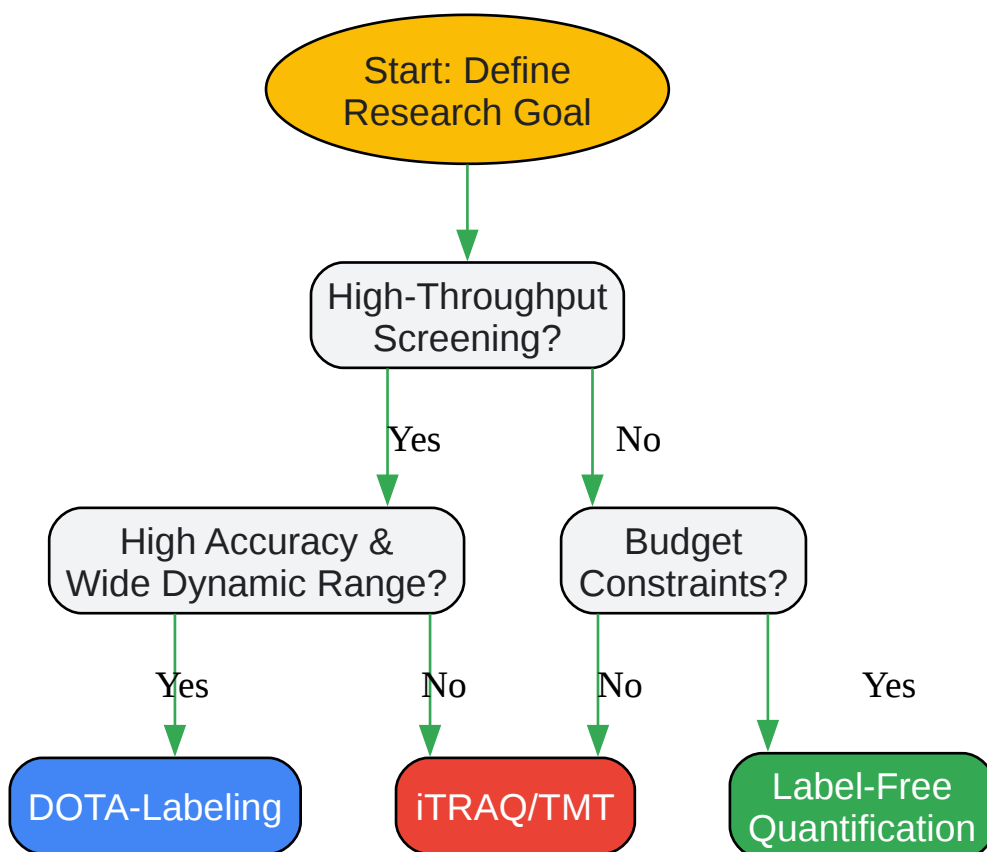 Start: Define
Research Goal
High-Throughput
Screening?
Yes
No
High Accuracy &
Wide Dynamic Range?
Budget
Constraints?
Yes
No
No
Yes
DOTA-Labeling
iTRAQ/TMT
Label-Free
Quantification